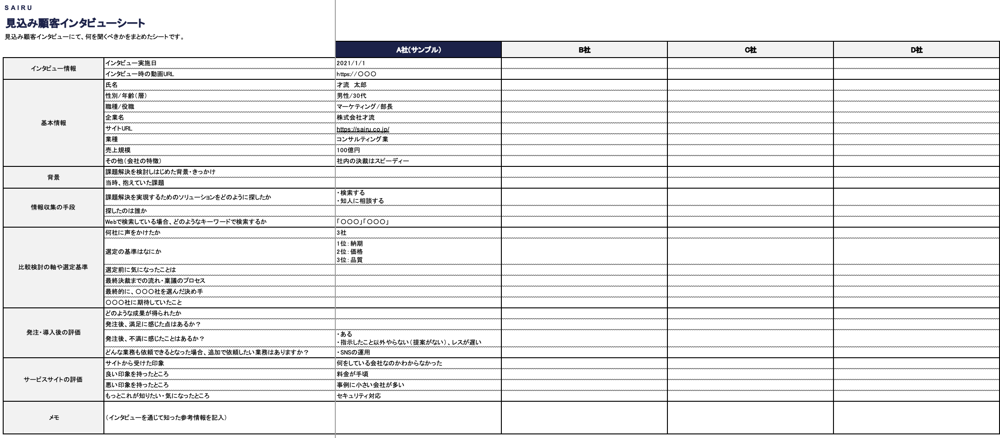 SAIRU
見込み顧客インタビューシート
見込み顧客インタビューにて、何を聞くべきかをまとめたシートです。
A社(サンプル) B社 C社 D社
インタビュー情報
インタビュー実施日 2021/1/1
インタビュー時の動画URL https://〇〇〇
基本情報
氏名 才流　太郎
性別/年齢(層) 男性/30代
職種/役職 マーケティング/部長
企業名 株式会社才流
サイトURL https://sairu.co.jp/
業種 コンサルティング業
売上規模 100億円
その他(会社の特徴) 社内の決裁はスピーディー
背景
課題解決を検討しはじめた背景・きっかけ
当時、抱えていた課題
情報収集の手段
課題解決を実現するためのソリューションをどのように探したか
・検索する
・知人に相談する
探したのは誰か
Webで検索している場合、どのようなキーワードで検索するか 「〇〇〇」「〇〇〇」
比較検討の軸や選定基準
何社に声をかけたか 3社
選定の基準はなにか
1位：納期
2位：価格
3位：品質
選定前に気になったことは
最終決裁までの流れ・稟議のプロセス
最終的に、〇〇〇社を選んだ決め手
〇〇〇社に期待していたこと
発注・導入後の評価
どのような成果が得られたか
発注後、満足に感じた点はあるか？
発注後、不満に感じたことはあるか？
・ある
・指示したこと以外やらない(提案がない)、レスが遅い
どんな業務も依頼できるとなった場合、追加で依頼したい業務はありますか？ ・SNSの運用
サービスサイトの評価
サイトから受けた印象 何をしている会社なのかわからなかった
良い印象を持ったところ 料金が手頃
悪い印象を持ったところ 事例に小さい会社が多い
もっとこれが知りたい・気になったところ セキュリティ対応
メモ
(インタビューを通じて知った参考情報を記入)